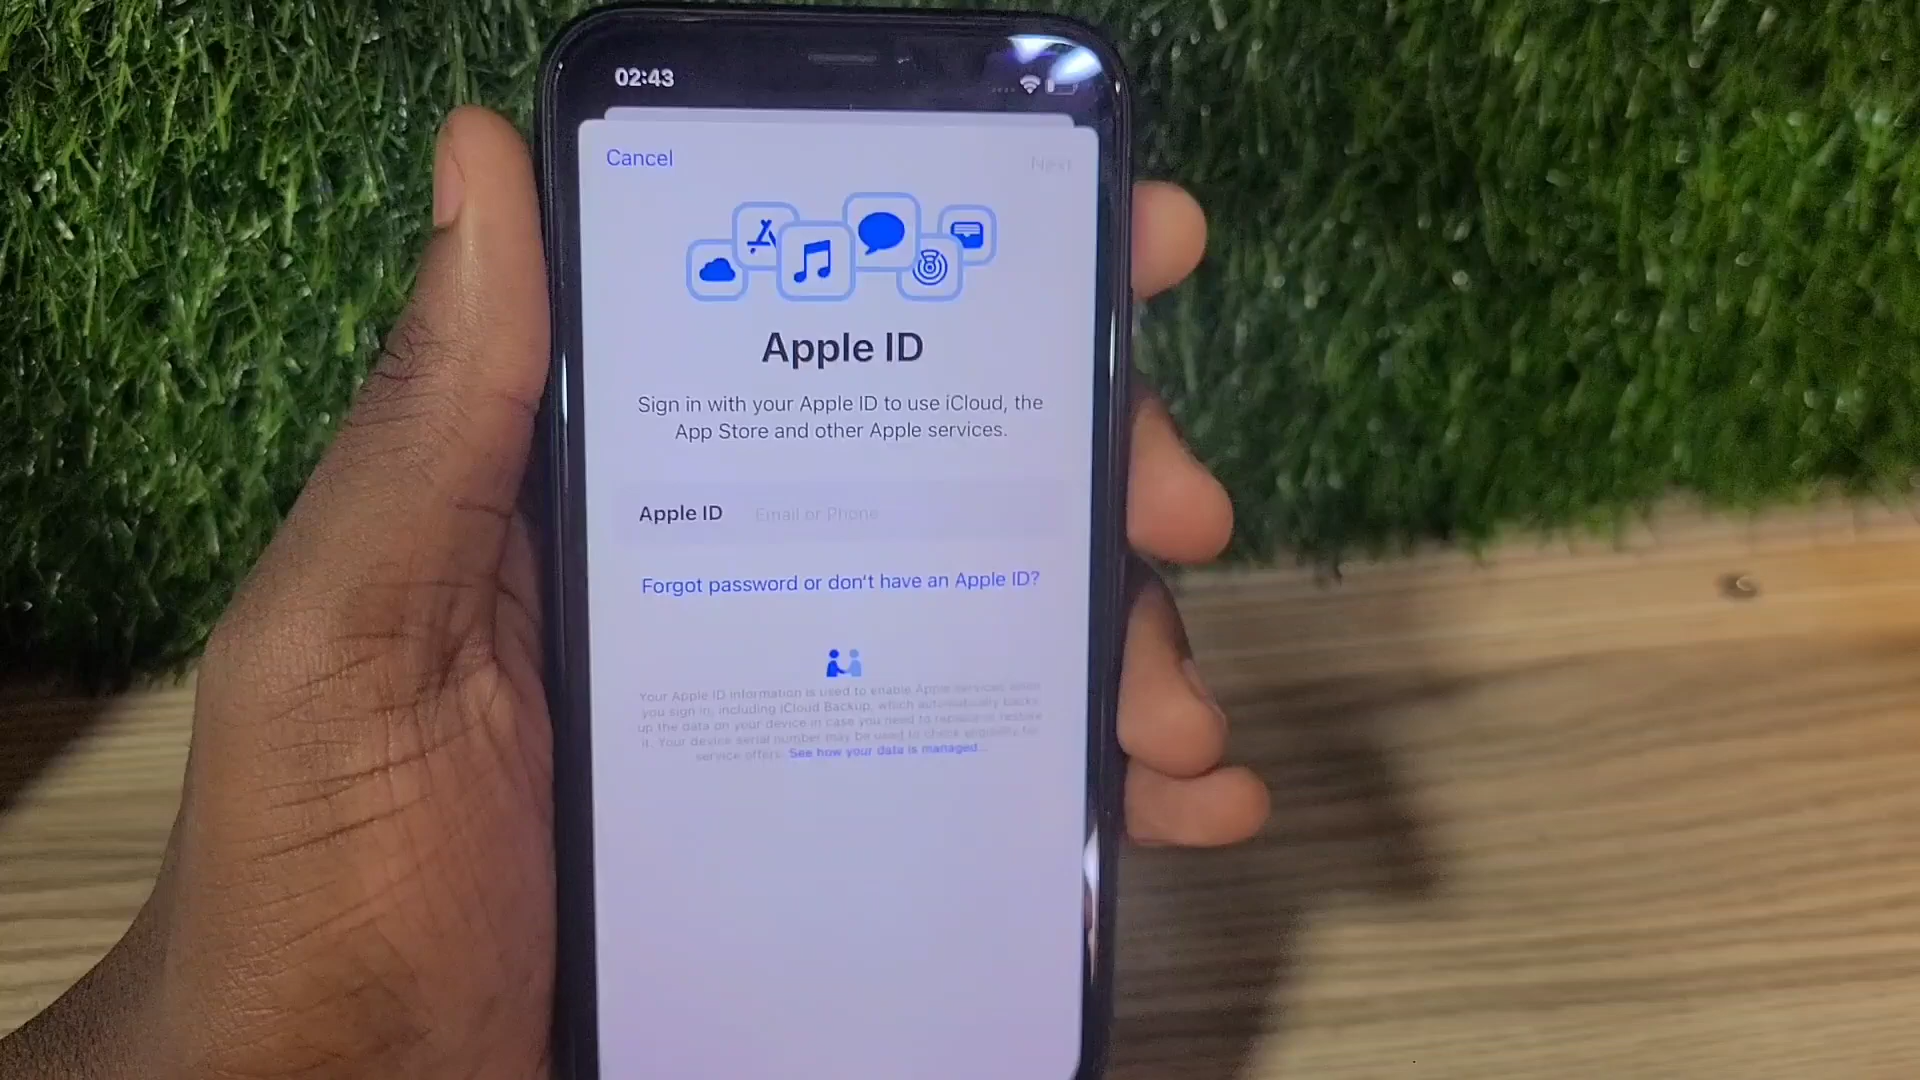 02:43
Cancel
Next
Apple ID
Sign in with your Apple ID to use iCloud, the
App Store and other Apple services.
Apple ID Email or Phone
Forgot password or don't have an Apple ID?
Your Apple ID information is used to enable Apple services when
you sign in, including iCloud Backup, which automatically backs
up the data on your device in case you need to replace or restore
it. Your device serial number may be used to check eligibility for
service offers. See how your data is managed...